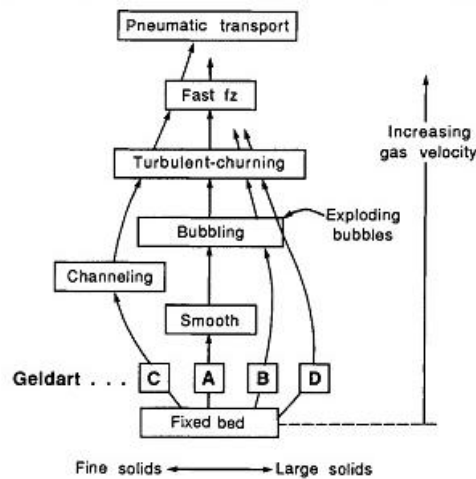 Pneumatic transport
Fast fz
Increasing
gas velocity
Turbulent-churning
Exploding
bubbles
Bubbling
Channeling
Smooth
Geldart . . . C A B D
Fixed bed
Fine solids Large solids